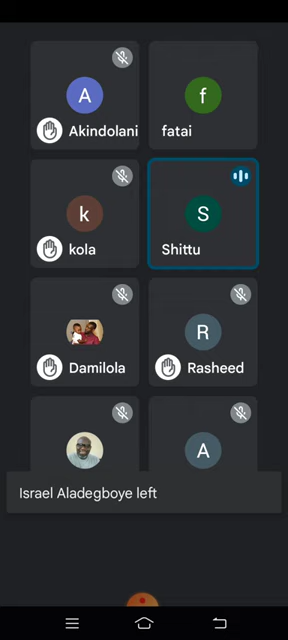 A
Akindolani
f
fatai
k
kola
S
Shittu
Damilola
R
Rasheed
A
Israel Aladegboye left